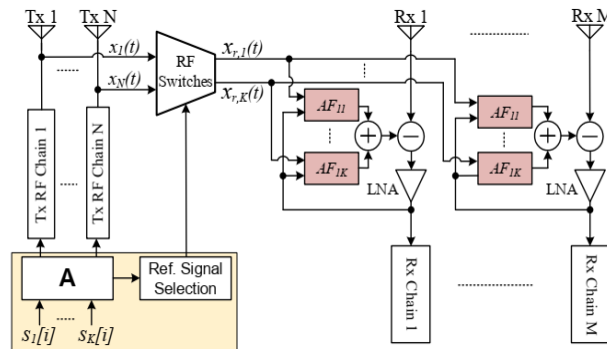 Tx 1
Tx N
Rx 1
Rx M
x1(t)
xN(t)
RF
Switches
xr,1(t)
xr,K(t)
AF11
AF1K
AF11
AF1K
LNA
LNA
Tx RF Chain 1
Tx RF Chain N
Rx Chain 1
Rx Chain M
A
Ref. Signal
Selection
S1[i]
SK[i]